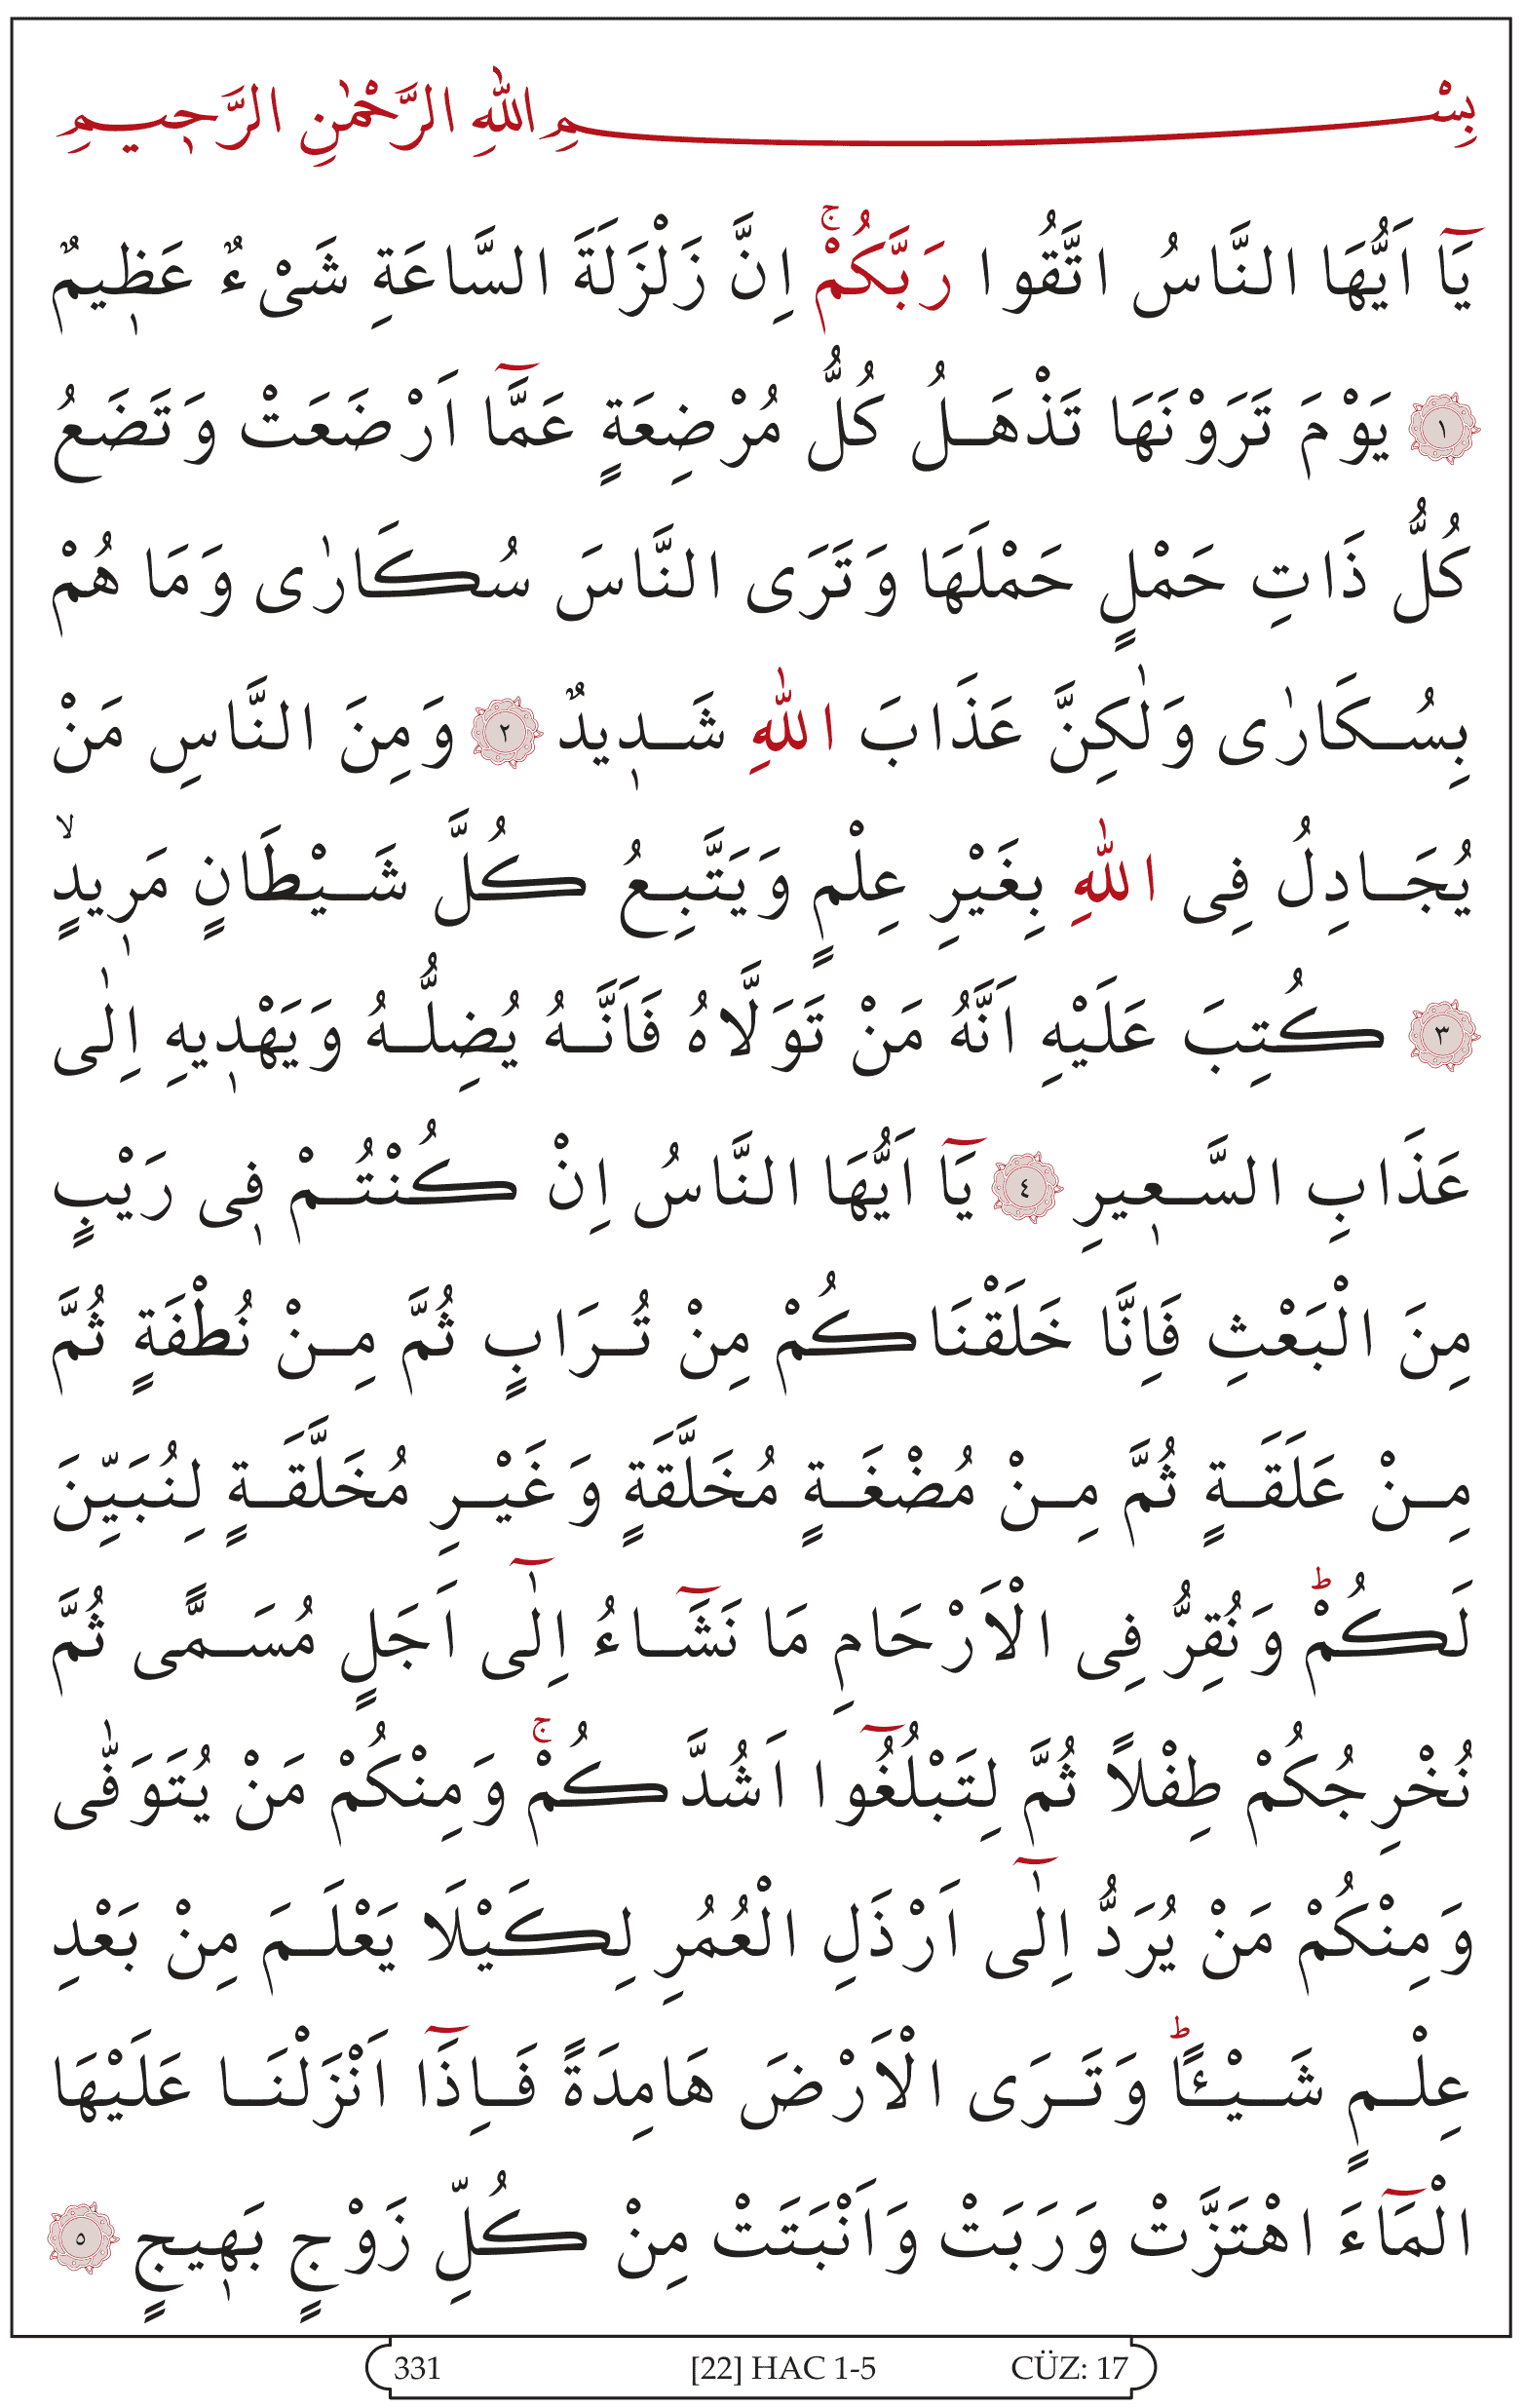 بِسْمِ اللّٰهِ الرَّحْمٰنِ الرَّح۪يمِ
يَٓا اَيُّهَا النَّاسُ اتَّقُوا رَبَّكُمْۚ اِنَّ زَلْزَلَةَ السَّاعَةِ شَىْءٌ عَظ۪يمٌ
﴿١﴾ يَوْمَ تَرَوْنَهَا تَذْهَلُ كُلُّ مُرْضِعَةٍ عَمَّٓا اَرْضَعَتْ وَتَضَعُ
كُلُّ ذَاتِ حَمْلٍ حَمْلَهَا وَتَرَى النَّاسَ سُكَارٰى وَمَا هُمْ
بِسُكَارٰى وَلٰكِنَّ عَذَابَ اللّٰهِ شَد۪يدٌ ﴿٢﴾ وَمِنَ النَّاسِ مَنْ
يُجَادِلُ فِى اللّٰهِ بِغَيْرِ عِلْمٍ وَيَتَّبِعُ كُلَّ شَيْطَانٍ مَر۪يدٍۙ
﴿٣﴾ كُتِبَ عَلَيْهِ اَنَّهُ مَنْ تَوَلَّاهُ فَاَنَّهُ يُضِلُّهُ وَيَهْد۪يهِ اِلٰى
عَذَابِ السَّع۪يرِ ﴿٤﴾ يَٓا اَيُّهَا النَّاسُ اِنْ كُنْتُمْ ف۪ى رَيْبٍ
مِنَ الْبَعْثِ فَاِنَّا خَلَقْنَاكُمْ مِنْ تُرَابٍ ثُمَّ مِنْ نُطْفَةٍ ثُمَّ
مِنْ عَلَقَةٍ ثُمَّ مِنْ مُضْغَةٍ مُخَلَّقَةٍ وَغَيْرِ مُخَلَّقَةٍ لِنُبَيِّنَ
لَكُمْۜ وَنُقِرُّ فِى الْاَرْحَامِ مَا نَشَٓاءُ اِلٰٓى اَجَلٍ مُسَمًّى ثُمَّ
نُخْرِجُكُمْ طِفْلاً ثُمَّ لِتَبْلُغُٓوا اَشُدَّكُمْۚ وَمِنْكُمْ مَنْ يُتَوَفّٰى
وَمِنْكُمْ مَنْ يُرَدُّ اِلٰٓى اَرْذَلِ الْعُمُرِ لِكَيْلَا يَعْلَمَ مِنْ بَعْدِ
عِلْمٍ شَيْـًٔاۜ وَتَرَى الْاَرْضَ هَامِدَةً فَاِذَٓا اَنْزَلْنَا عَلَيْهَا
الْمَٓاءَ اهْتَزَّتْ وَرَبَتْ وَاَنْبَتَتْ مِنْ كُلِّ زَوْجٍ بَه۪يجٍ ﴿٥﴾
331 [22] HAC 1-5 CÜZ: 17